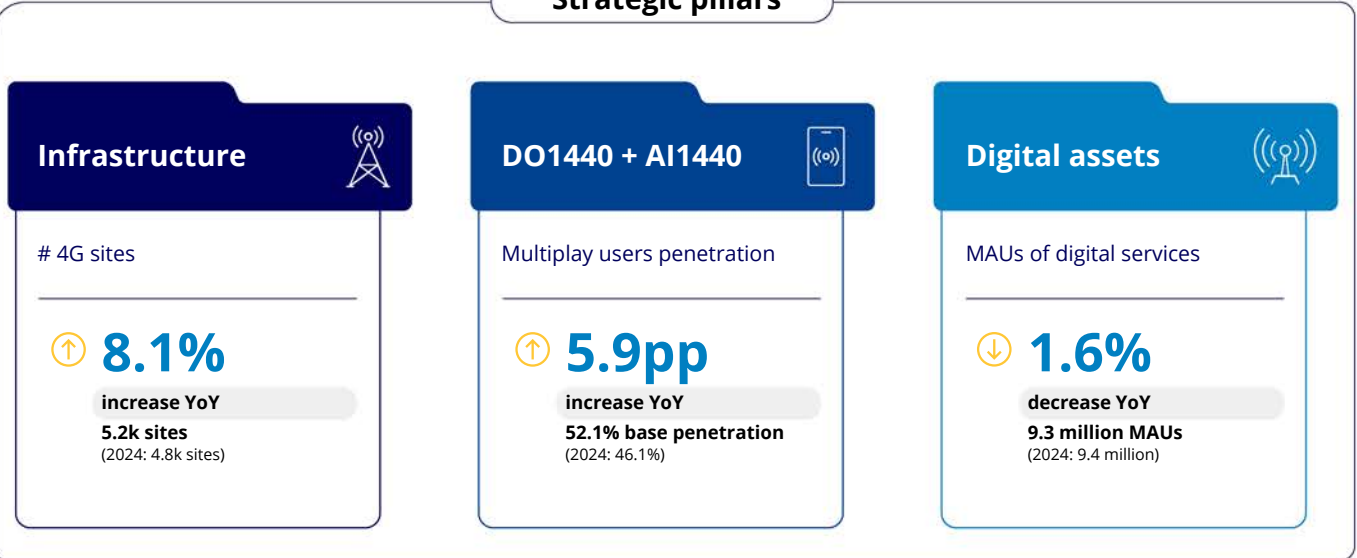 Strategic pillars
Infrastructure
# 4G sites
8.1%
increase YoY
5.2k sites
(2024: 4.8k sites)
DO1440 + AI1440
Multiplay users penetration
5.9pp
increase YoY
52.1% base penetration
(2024: 46.1%)
Digital assets
MAUs of digital services
1.6%
decrease YoY
9.3 million MAUs
(2024: 9.4 million)